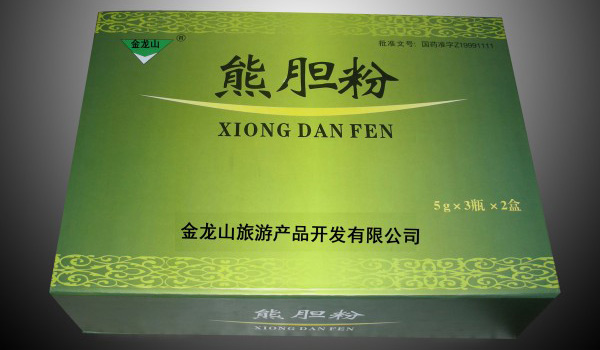 金龙山
®
批准文号：国药准字Z10991111
熊胆粉
XIONG DAN FEN
5g×3瓶×2盒
金龙山旅游产品开发有限公司
熊胆粉
XIONG DAN FEN